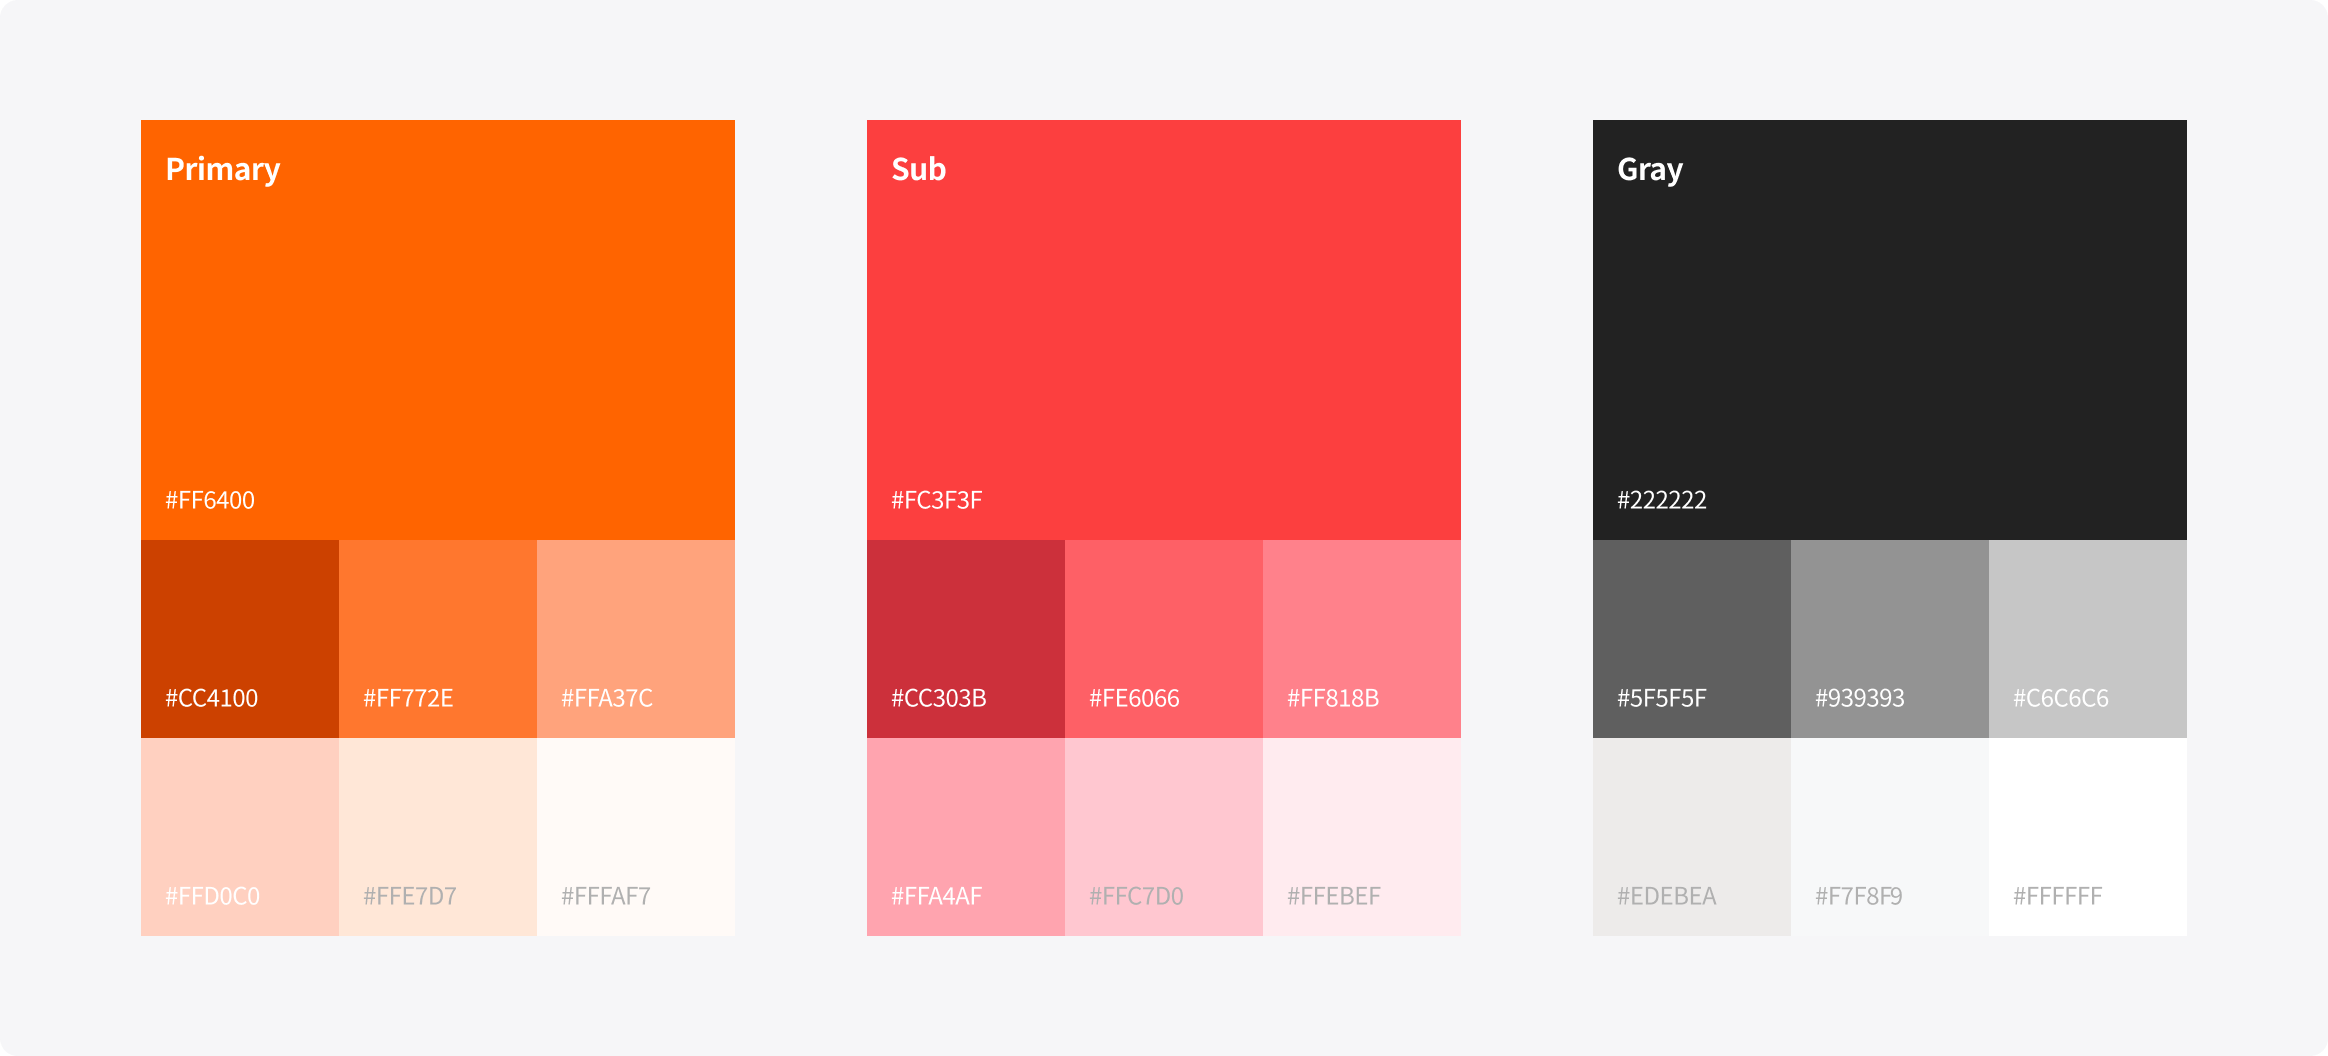 Primary
#FF6400
#CC4100
#FF772E
#FFA37C
#FFD0C0
#FFE7D7
#FFFAF7
Sub
#FC3F3F
#CC303B
#FE6066
#FF818B
#FFA4AF
#FFC7D0
#FFEBEF
Gray
#222222
#5F5F5F
#939393
#C6C6C6
#EDEBEA
#F7F8F9
#FFFFFF